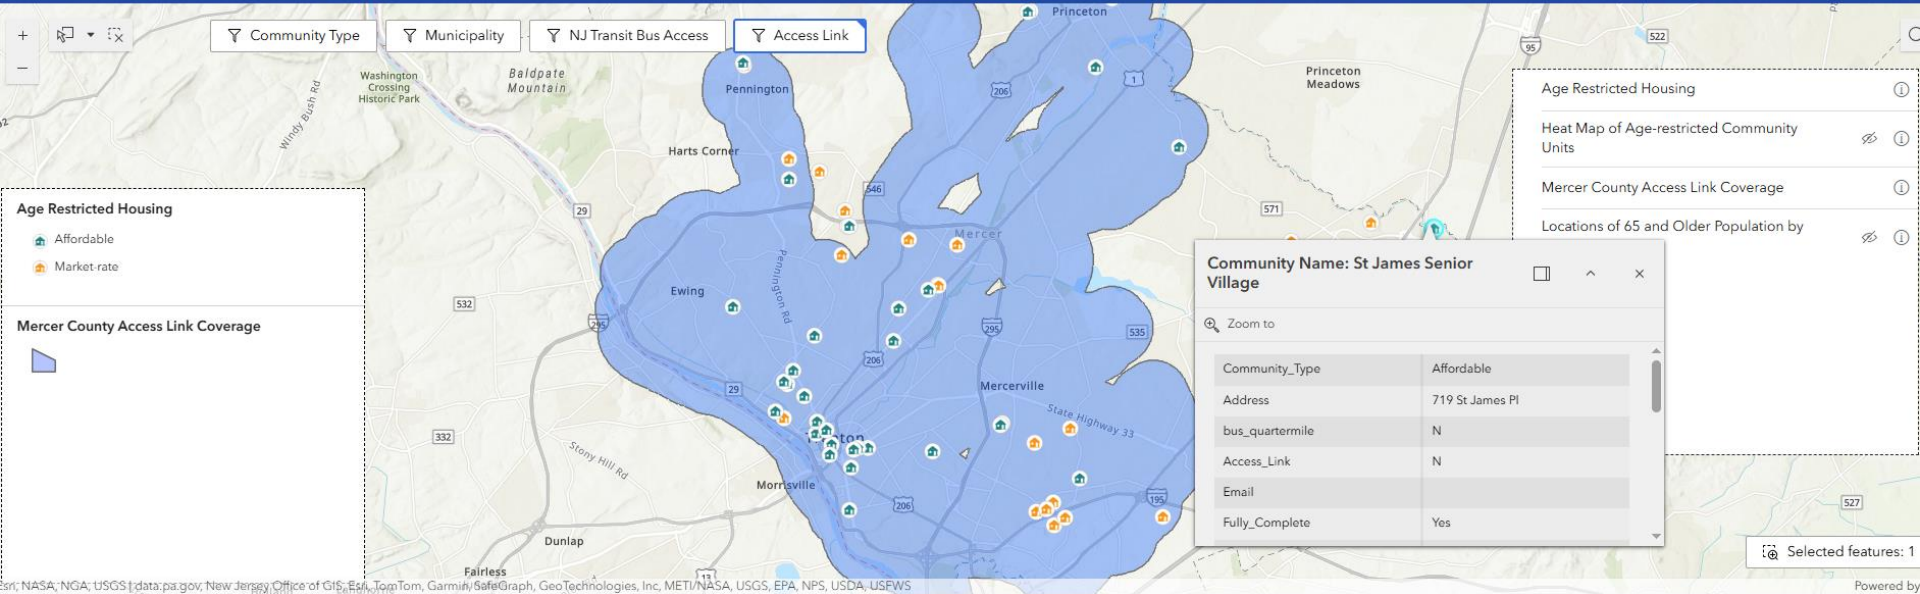 Community Type
Municipality
NJ Transit Bus Access
Access Link
Princeton
522
95
1
206
Washington
Crossing
Historic Park
Baldpate
Mountain
Pennington
Princeton
Meadows
Windy Bush Rd
Harts Corner
546
29
571
Mercer
Pennington Rd
Ewing
532
295
295
535
206
29
Mercerville
State Highway 33
332
Stony Hill Rd
Morrisville
206
195
Dunlap
Fairless
13
527
Age Restricted Housing
Affordable
Market-rate
Mercer County Access Link Coverage
Age Restricted Housing
Heat Map of Age-restricted Community
Units
Mercer County Access Link Coverage
Locations of 65 and Older Population by
Community Name: St James Senior
Village
Zoom to
Community_Type Affordable
Address 719 St James Pl
bus_quartermile N
Access_Link N
Email
Fully_Complete Yes
Selected features: 1
Esri, NASA, NGA, USGS | data.pa.gov, New Jersey Office of GIS, Esri, TomTom, Garmin, SafeGraph, GeoTechnologies, Inc, METI/NASA, USGS, EPA, NPS, USDA, USFWS
Powered by